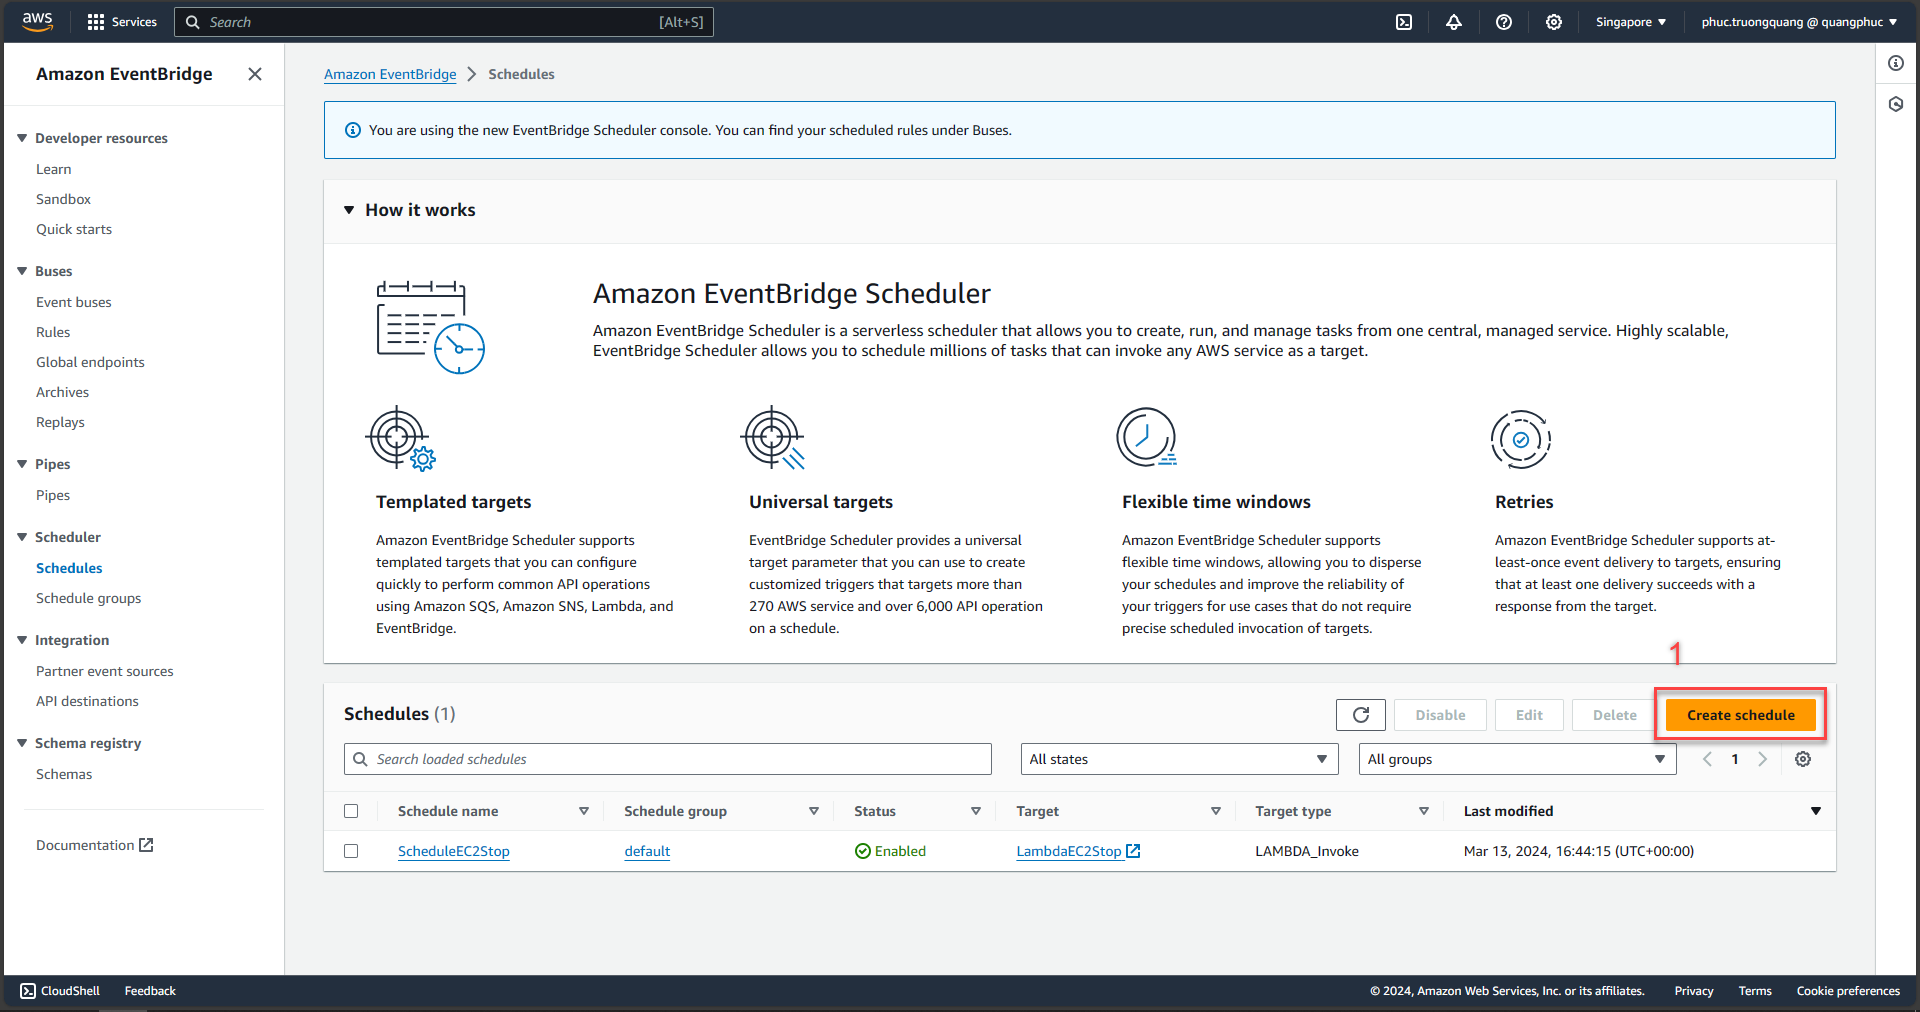 aws
Services
Search
[Alt+S]
Singapore
phuc.truongquang @ quangphuc
Amazon EventBridge
Developer resources
Learn
Sandbox
Quick starts
Buses
Event buses
Rules
Global endpoints
Archives
Replays
Pipes
Pipes
Scheduler
Schedules
Schedule groups
Integration
Partner event sources
API destinations
Schema registry
Schemas
Documentation
Amazon EventBridge
Schedules
You are using the new EventBridge Scheduler console. You can find your scheduled rules under Buses.
How it works
Amazon EventBridge Scheduler
Amazon EventBridge Scheduler is a serverless scheduler that allows you to create, run, and manage tasks from one central, managed service. Highly scalable,
EventBridge Scheduler allows you to schedule millions of tasks that can invoke any AWS service as a target.
Templated targets
Amazon EventBridge Scheduler supports
templated targets that you can configure
quickly to perform common API operations
using Amazon SQS, Amazon SNS, Lambda, and
EventBridge.
Universal targets
EventBridge Scheduler provides a universal
target parameter that you can use to create
customized triggers that targets more than
270 AWS service and over 6,000 API operation
on a schedule.
Flexible time windows
Amazon EventBridge Scheduler supports
flexible time windows, allowing you to disperse
your schedules and improve the reliability of
your triggers for use cases that do not require
precise scheduled invocation of targets.
Retries
Amazon EventBridge Scheduler supports at-
least-once event delivery to targets, ensuring
that at least one delivery succeeds with a
response from the target.
1
Schedules (1)
Disable
Edit
Delete
Create schedule
Search loaded schedules
All states
All groups
1
Schedule name
Schedule group
Status
Target
Target type
Last modified
ScheduleEC2Stop
default
Enabled
LambdaEC2Stop
LAMBDA_Invoke
Mar 13, 2024, 16:44:15 (UTC+00:00)
CloudShell
Feedback
© 2024, Amazon Web Services, Inc. or its affiliates.
Privacy
Terms
Cookie preferences